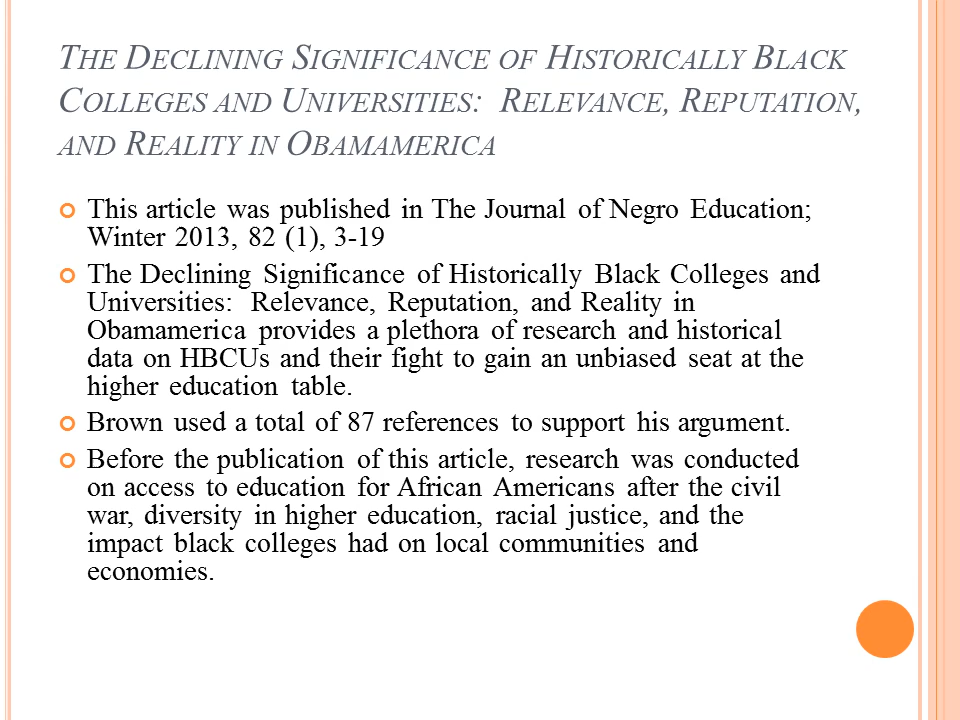 The Declining Significance of Historically Black
Colleges and Universities: Relevance, Reputation,
and Reality in Obamamerica
This article was published in The Journal of Negro Education;
Winter 2013, 82 (1), 3-19
The Declining Significance of Historically Black Colleges and
Universities: Relevance, Reputation, and Reality in
Obamamerica provides a plethora of research and historical
data on HBCUs and their fight to gain an unbiased seat at the
higher education table.
Brown used a total of 87 references to support his argument.
Before the publication of this article, research was conducted
on access to education for African Americans after the civil
war, diversity in higher education, racial justice, and the
impact black colleges had on local communities and
economies.